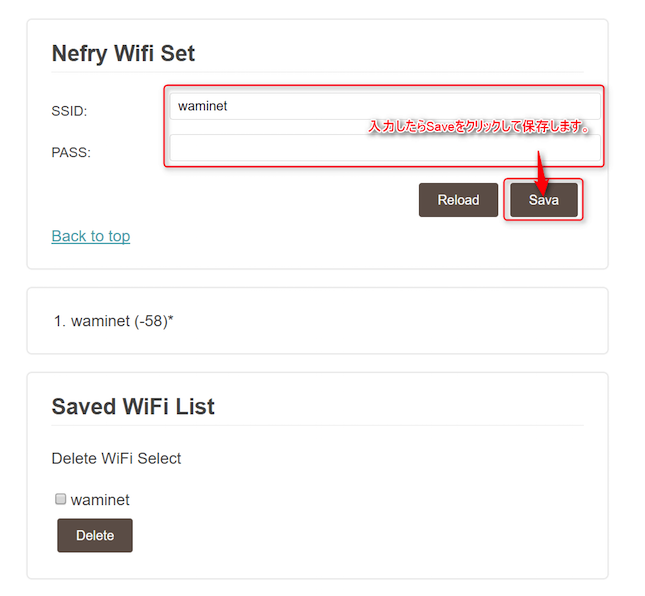 Nefry Wifi Set
SSID:
waminet
入力したらSaveをクリックして保存します。
PASS:
Reload
Sava
Back to top
1. waminet (-58)*
Saved WiFi List
Delete WiFi Select
waminet
Delete